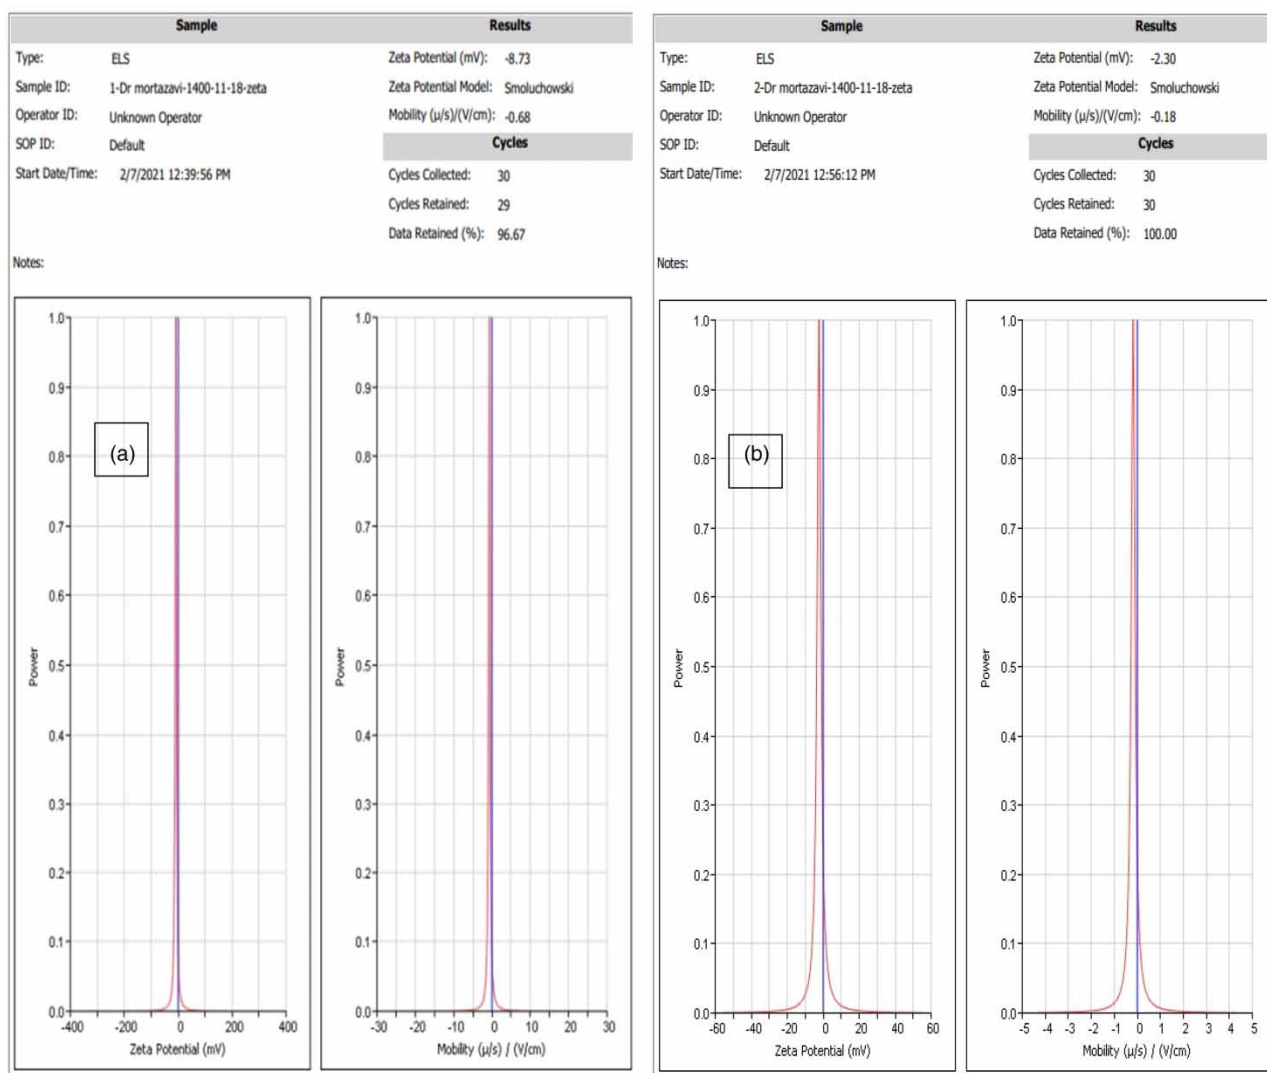 Sample Results
Type: ELS Zeta Potential (mV): -8.73
Sample ID: 1-Dr mortazavi-1400-11-18-zeta Zeta Potential Model: Smoluchowski
Operator ID: Unknown Operator Mobility (μ/s)/(V/cm): -0.68
SOP ID: Default Cycles
Start Date/Time: 2/7/2021 12:39:56 PM Cycles Collected: 30
Cycles Retained: 29
Data Retained (%): 96.67
Notes:
(a)
1.0
0.9
0.8
0.7
0.6
0.5
0.4
0.3
0.2
0.1
0.0
Power
-400 -200 0 200 400
Zeta Potential (mV)
1.0
0.9
0.8
0.7
0.6
0.5
0.4
0.3
0.2
0.1
0.0
Power
-30 -20 -10 0 10 20 30
Mobility (μ/s) / (V/cm)
Sample Results
Type: ELS Zeta Potential (mV): -2.30
Sample ID: 2-Dr mortazavi-1400-11-18-zeta Zeta Potential Model: Smoluchowski
Operator ID: Unknown Operator Mobility (μ/s)/(V/cm): -0.18
SOP ID: Default Cycles
Start Date/Time: 2/7/2021 12:56:12 PM Cycles Collected: 30
Cycles Retained: 30
Data Retained (%): 100.00
Notes:
(b)
1.0
0.9
0.8
0.7
0.6
0.5
0.4
0.3
0.2
0.1
0.0
Power
-60 -40 -20 0 20 40 60
Zeta Potential (mV)
1.0
0.9
0.8
0.7
0.6
0.5
0.4
0.3
0.2
0.1
0.0
Power
-5 -4 -3 -2 -1 0 1 2 3 4 5
Mobility (μ/s) / (V/cm)